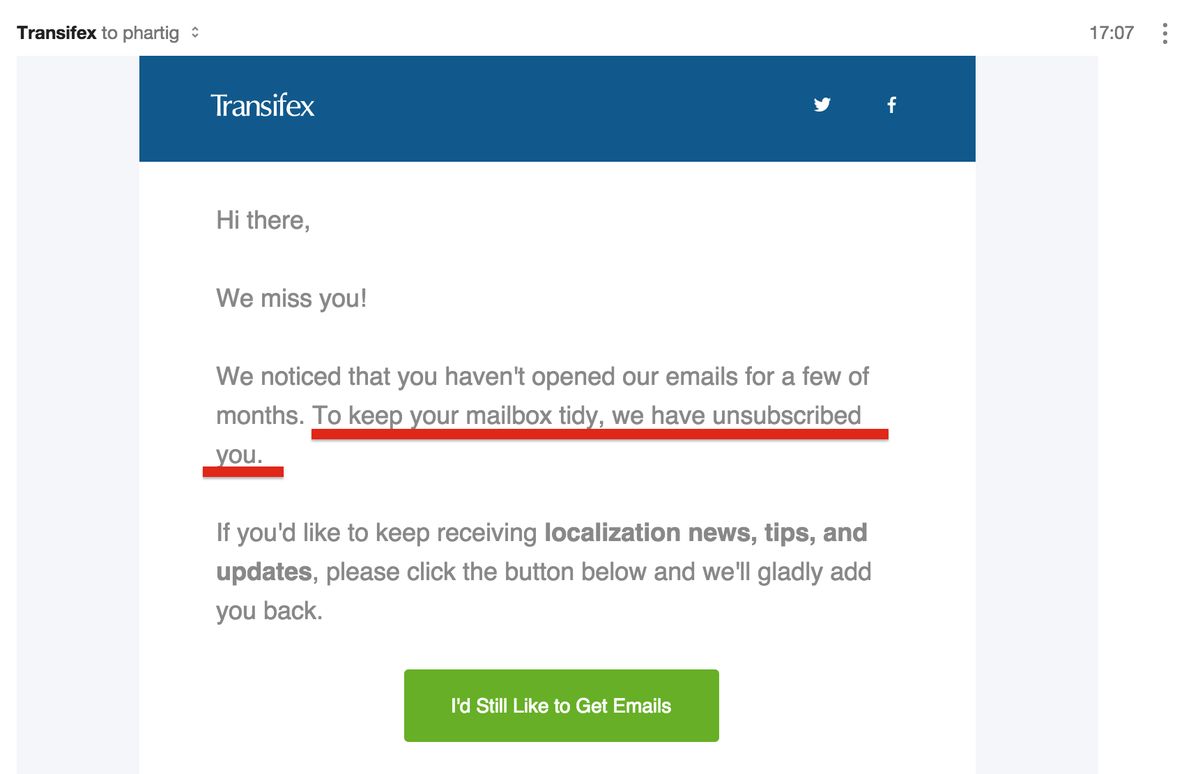 Transifex to phartig 17:07
Transifex
Hi there,
We miss you!
We noticed that you haven't opened our emails for a few of
months. To keep your mailbox tidy, we have unsubscribed
you.
If you'd like to keep receiving localization news, tips, and
updates, please click the button below and we'll gladly add
you back.
I'd Still Like to Get Emails